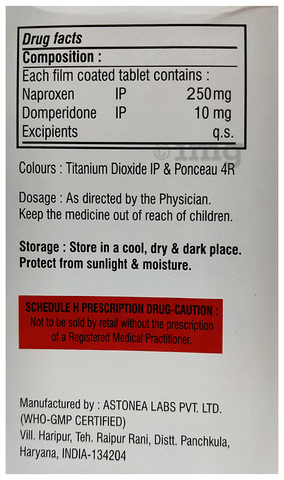 Drug facts
Composition :
Each film coated tablet contains :
Naproxen IP 250 mg
Domperidone IP 10 mg
Excipients q.s.
1mg
Colours : Titanium Dioxide IP & Ponceau 4R
Dosage : As directed by the Physician.
Keep the medicine out of reach of children.
Storage : Store in a cool, dry & dark place.
Protect from sunlight & moisture.
SCHEDULE H PRESCRIPTION DRUG-CAUTION :
Not to be sold by retail without the prescription
of a Registered Medical Practitioner.
Manufactured by : ASTONEA LABS PVT. LTD.
(WHO-GMP CERTIFIED)
Vill. Haripur, Teh. Raipur Rani, Distt. Panchkula,
Haryana, INDIA-134204